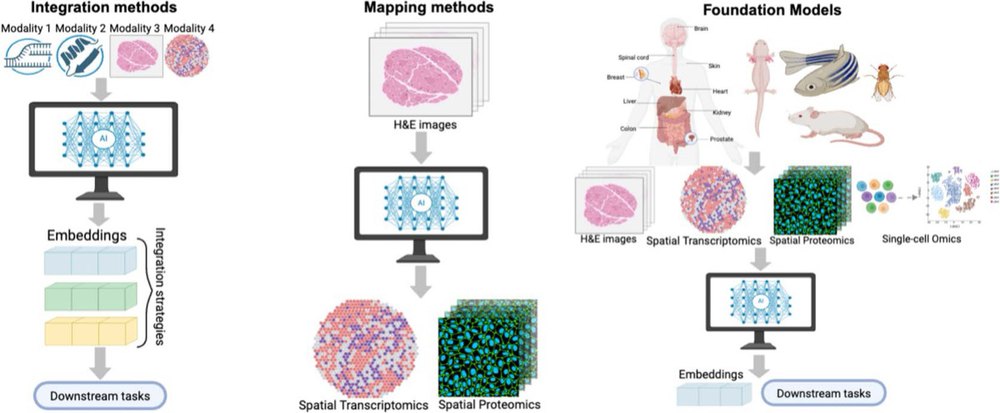 Integration methods
Modality 1 Modality 2 Modality 3 Modality 4
AI
Embeddings
Integration strategies
Downstream tasks
Mapping methods
H&E images
AI
Spatial Transcriptomics Spatial Proteomics
Foundation Models
Brain
Spinal cord
Skin
Breast
Heart
Liver
Kidney
Colon
Prostate
H&E images Spatial Transcriptomics Spatial Proteomics Single-cell Omics
AI
Embeddings
Downstream tasks